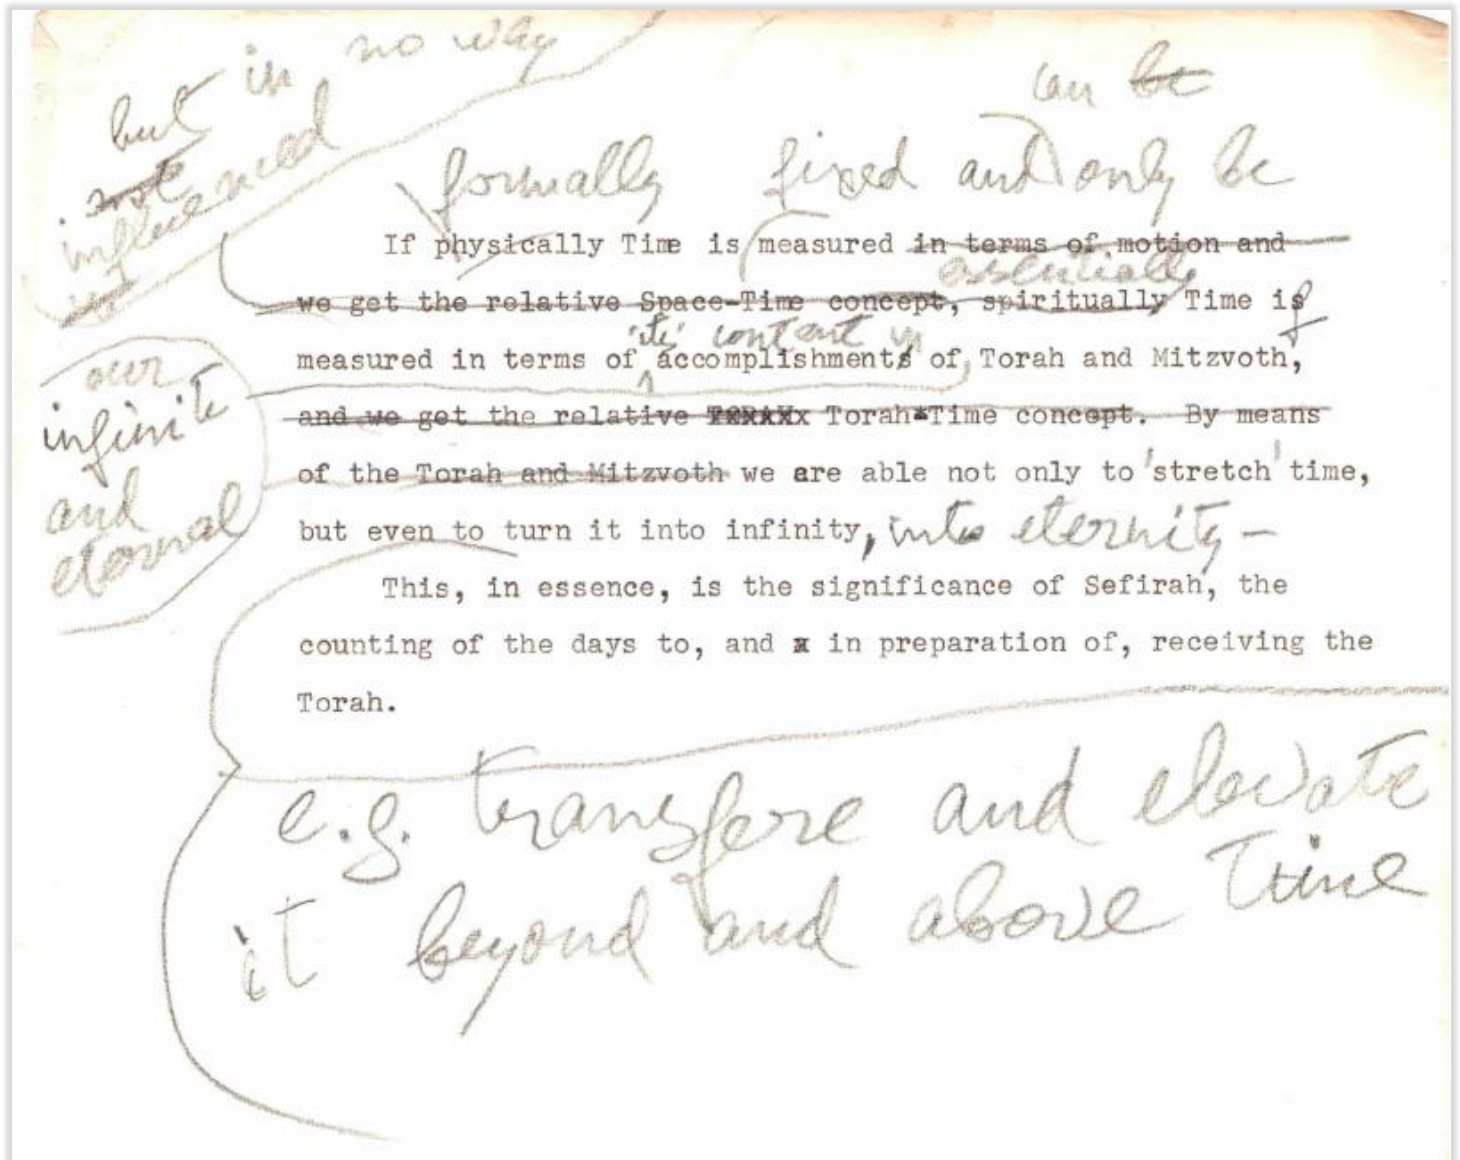 but in no way
can be
not
influenced
formally fixed and only be
If physically Time is measured in terms of motion and
essentially
we get the relative Space-Time concept, spiritually Time is
'its' content
measured in terms of accomplishments of Torah and Mitzvoth,
our
infinite
and
eternal
and we get the relative Torah-Time concept. By means
of the Torah and Mitzvoth we are able not only to 'stretch' time,
but even to turn it into infinity, into eternity —
This, in essence, is the significance of Sefirah, the
counting of the days to, and x in preparation of, receiving the
Torah.
e.g. transfere and elevate
it beyond and above Time